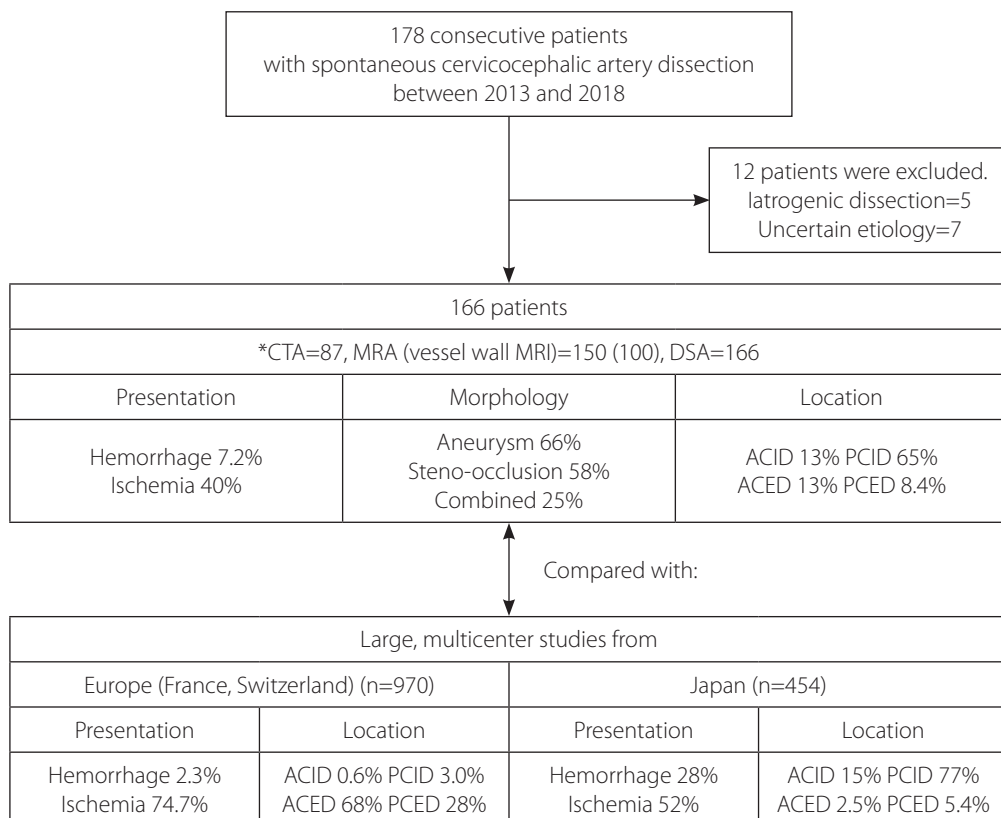 178 consecutive patients
with spontaneous cervicocephalic artery dissection
between 2013 and 2018
12 patients were excluded.
Iatrogenic dissection=5
Uncertain etiology=7
166 patients
*CTA=87, MRA (vessel wall MRI)=150 (100), DSA=166
Presentation
Morphology
Location
Hemorrhage 7.2%
Ischemia 40%
Aneurysm 66%
Steno-occlusion 58%
Combined 25%
ACID 13% PCID 65%
ACED 13% PCED 8.4%
Compared with:
Large, multicenter studies from
Europe (France, Switzerland) (n=970)
Japan (n=454)
Presentation
Location
Presentation
Location
Hemorrhage 2.3%
Ischemia 74.7%
ACID 0.6% PCID 3.0%
ACED 68% PCED 28%
Hemorrhage 28%
Ischemia 52%
ACID 15% PCID 77%
ACED 2.5% PCED 5.4%